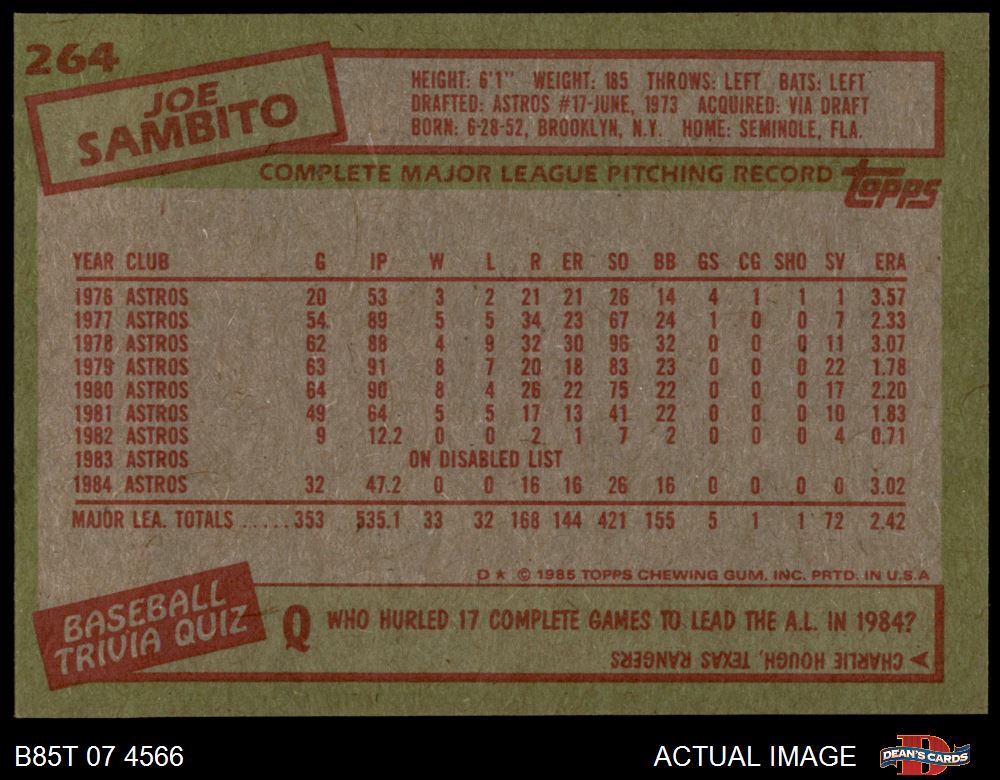 264
JOE
SAMBITO
HEIGHT: 6'1" WEIGHT: 185 THROWS: LEFT BATS: LEFT
DRAFTED: ASTROS #17-JUNE, 1973 ACQUIRED: VIA DRAFT
BORN: 6-28-52, BROOKLYN, N.Y. HOME: SEMINOLE, FLA.
COMPLETE MAJOR LEAGUE PITCHING RECORD
topps
YEAR CLUB G IP W L R ER SO BB GS CG SHO SV ERA
1976 ASTROS 20 53 3 2 21 21 26 14 4 1 1 1 3.57
1977 ASTROS 54 89 5 5 34 23 67 24 1 0 0 7 2.33
1978 ASTROS 62 88 4 9 32 30 96 32 0 0 0 11 3.07
1979 ASTROS 63 91 8 7 20 18 83 23 0 0 0 22 1.78
1980 ASTROS 64 90 8 4 26 22 75 22 0 0 0 17 2.20
1981 ASTROS 49 64 5 5 17 13 41 22 0 0 0 10 1.83
1982 ASTROS 9 12.2 0 0 2 1 7 2 0 0 0 4 0.71
1983 ASTROS ON DISABLED LIST
1984 ASTROS 32 47.2 0 0 16 16 26 16 0 0 0 0 3.02
MAJOR LEA. TOTALS .....353 535.1 33 32 168 144 421 155 5 1 1 72 2.42
D★ © 1985 TOPPS CHEWING GUM, INC. PRTD. IN U.S.A
BASEBALL
TRIVIA QUIZ
Q WHO HURLED 17 COMPLETE GAMES TO LEAD THE A.L. IN 1984?
CHARLIE HOUGH, TEXAS RANGERS
B85T 07 4566
ACTUAL IMAGE
D
DEAN'S CARDS